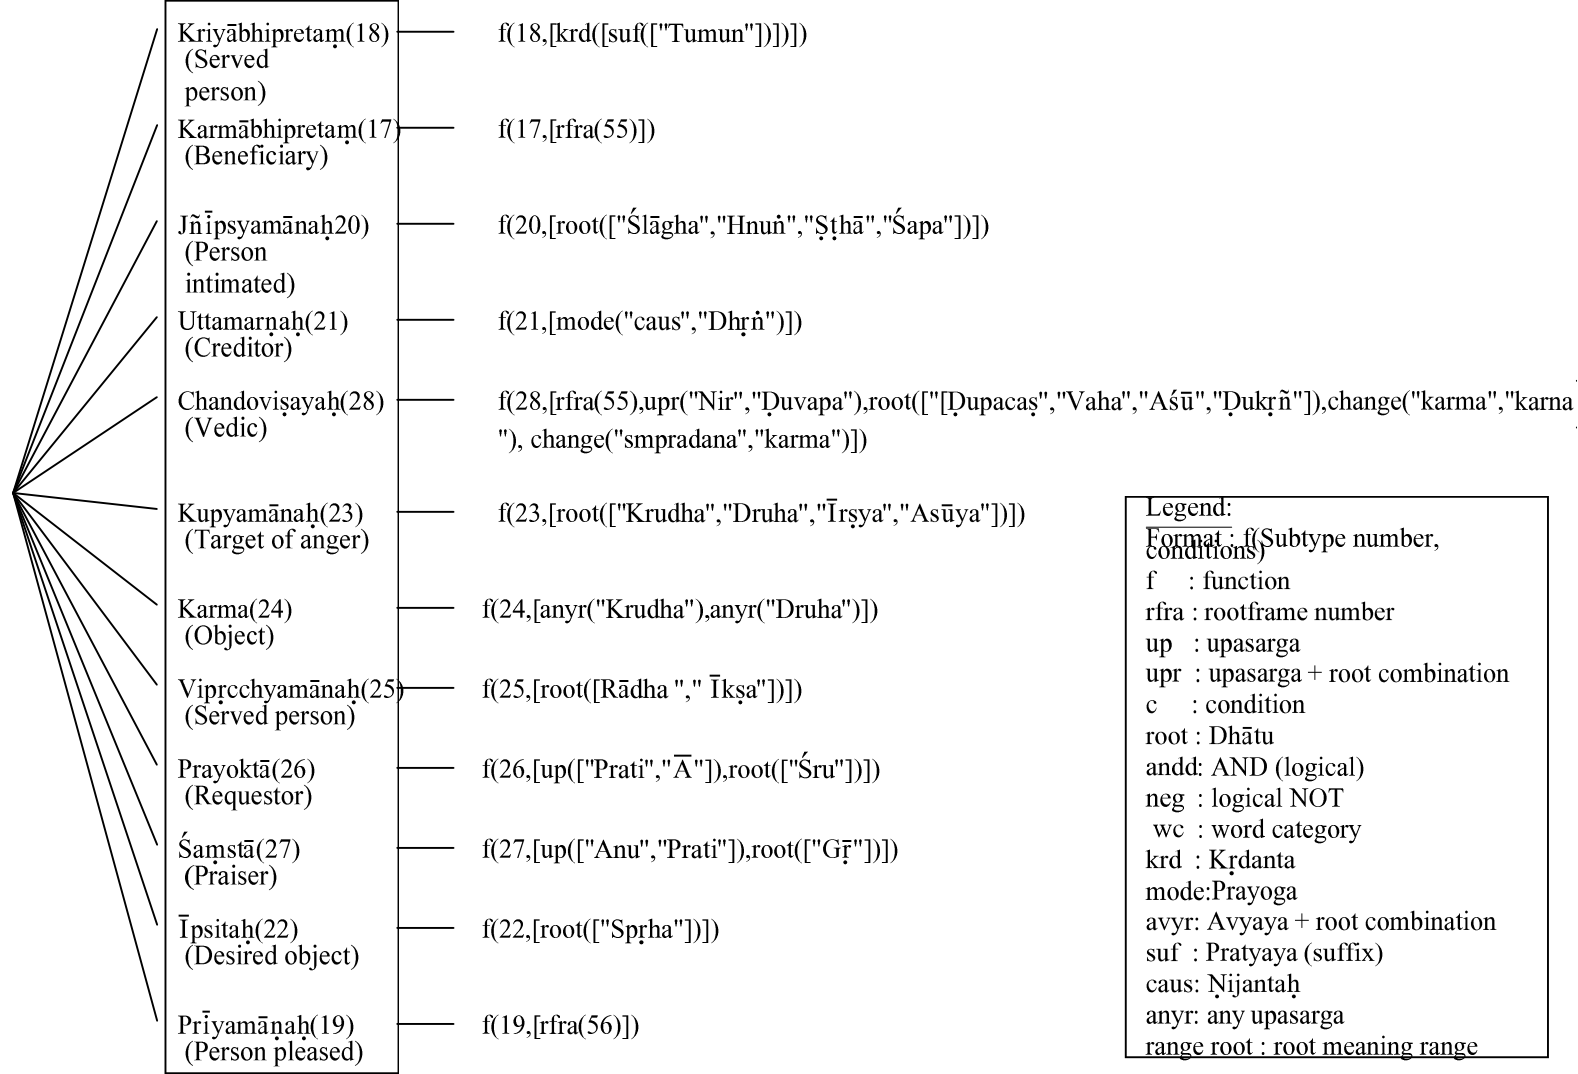 Kriyābhipretaṃ(18) f(18,[krd([suf(["Tumun"])])])
(Served
person)
Karmābhipretaṃ(17) f(17,[rfra(55)])
(Beneficiary)
Jñīpsyamānaḥ20) f(20,[root(["Ślāgha","Hnuṅ","Ṣṭhā","Śapa"])])
(Person
intimated)
Uttamarṇaḥ(21) f(21,[mode("caus","Dhṛṅ")])
(Creditor)
Chandoviṣayaḥ(28) f(28,[rfra(55),upr("Nir","Ḍuvapa"),root(["[Ḍupacaṣ","Vaha","Aśū","Ḍukṛñ"]),change("karma","karna
(Vedic) "), change("smpradana","karma")])
Kupyamānaḥ(23) f(23,[root(["Krudha","Druha","Īrṣya","Asūya"])])
(Target of anger)
Karma(24) f(24,[anyr("Krudha"),anyr("Druha")])
(Object)
Vipṛcchyamānaḥ(25) f(25,[root([Rādha "," Īkṣa"])])
(Served person)
Prayoktā(26) f(26,[up(["Prati","Ā"]),root(["Śru"])])
(Requestor)
Śaṃstā(27) f(27,[up(["Anu","Prati"]),root(["Gṝ"])])
(Praiser)
Īpsitaḥ(22) f(22,[root(["Spṛha"])])
(Desired object)
Prīyamāṇaḥ(19) f(19,[rfra(56)])
(Person pleased)
Legend:
Format : f(Subtype number,
conditions)
f : function
rfra : rootframe number
up : upasarga
upr : upasarga + root combination
c : condition
root : Dhātu
andd: AND (logical)
neg : logical NOT
wc : word category
krd : Kṛdanta
mode:Prayoga
avyr: Avyaya + root combination
suf : Pratyaya (suffix)
caus: Ṇijantaḥ
anyr: any upasarga
range root : root meaning range